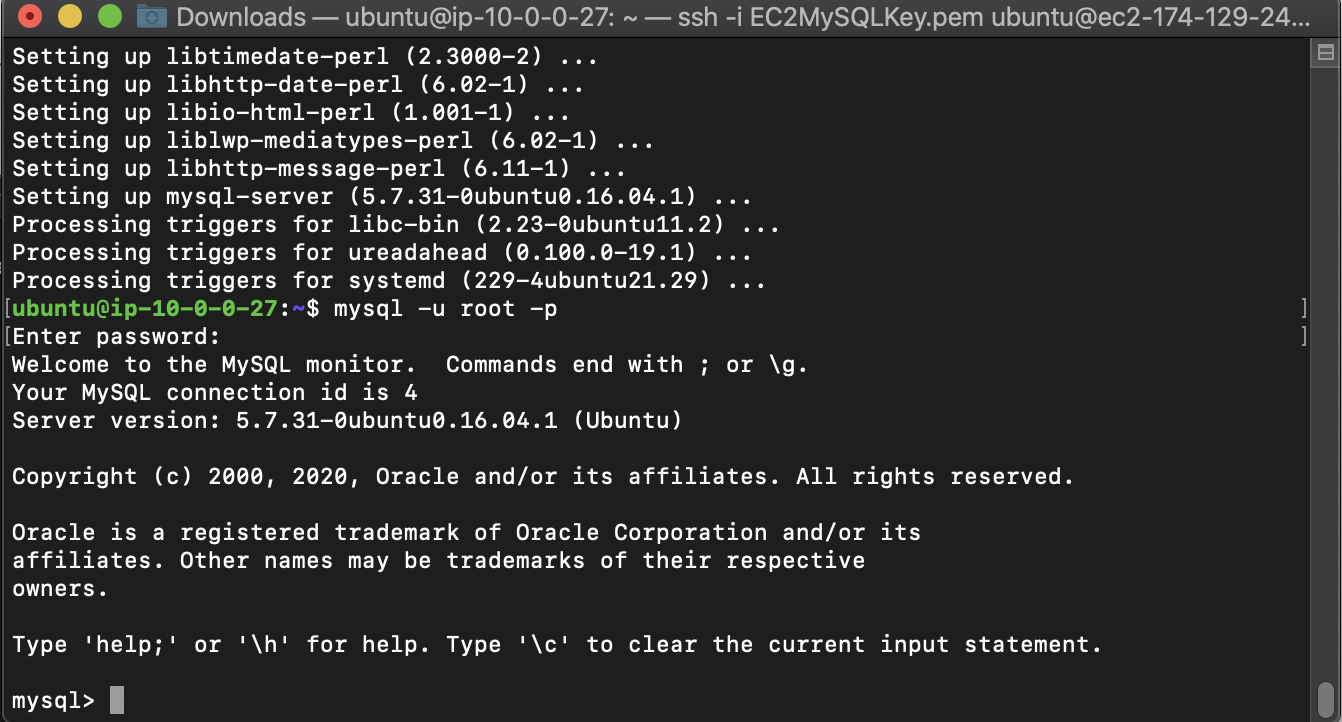 Downloads — ubuntu@ip-10-0-0-27: ~ — ssh -i EC2MySQLKey.pem ubuntu@ec2-174-129-24...
Setting up libtimedate-perl (2.3000-2) ...
Setting up libhttp-date-perl (6.02-1) ...
Setting up libio-html-perl (1.001-1) ...
Setting up liblwp-mediatypes-perl (6.02-1) ...
Setting up libhttp-message-perl (6.11-1) ...
Setting up mysql-server (5.7.31-0ubuntu0.16.04.1) ...
Processing triggers for libc-bin (2.23-0ubuntu11.2) ...
Processing triggers for ureadahead (0.100.0-19.1) ...
Processing triggers for systemd (229-4ubuntu21.29) ...
[ubuntu@ip-10-0-0-27:~$ mysql -u root -p ]
[Enter password: ]
Welcome to the MySQL monitor.  Commands end with ; or \g.
Your MySQL connection id is 4
Server version: 5.7.31-0ubuntu0.16.04.1 (Ubuntu)
Copyright (c) 2000, 2020, Oracle and/or its affiliates. All rights reserved.
Oracle is a registered trademark of Oracle Corporation and/or its
affiliates. Other names may be trademarks of their respective
owners.
Type 'help;' or '\h' for help. Type '\c' to clear the current input statement.
mysql>